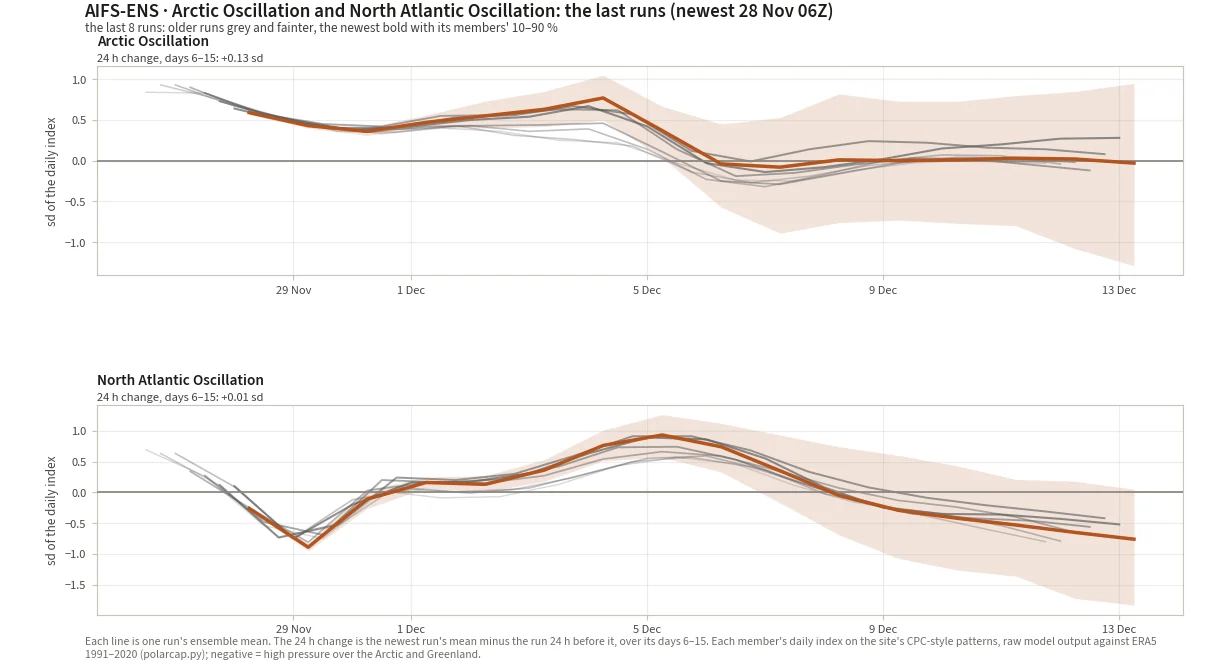 AIFS-ENS · Arctic Oscillation and North Atlantic Oscillation: the last runs (newest 28 Nov 06Z)
the last 8 runs: older runs grey and fainter, the newest bold with its members' 10–90 %
Arctic Oscillation
24 h change, days 6–15: +0.13 sd
sd of the daily index
1.0
0.5
0.0
−0.5
−1.0
29 Nov
1 Dec
5 Dec
9 Dec
13 Dec
North Atlantic Oscillation
24 h change, days 6–15: +0.01 sd
sd of the daily index
1.0
0.5
0.0
−0.5
−1.0
−1.5
29 Nov
1 Dec
5 Dec
9 Dec
13 Dec
Each line is one run's ensemble mean. The 24 h change is the newest run's mean minus the run 24 h before it, over its days 6–15. Each member's daily index on the site's CPC-style patterns, raw model output against ERA5
1991–2020 (polarcap.py); negative = high pressure over the Arctic and Greenland.